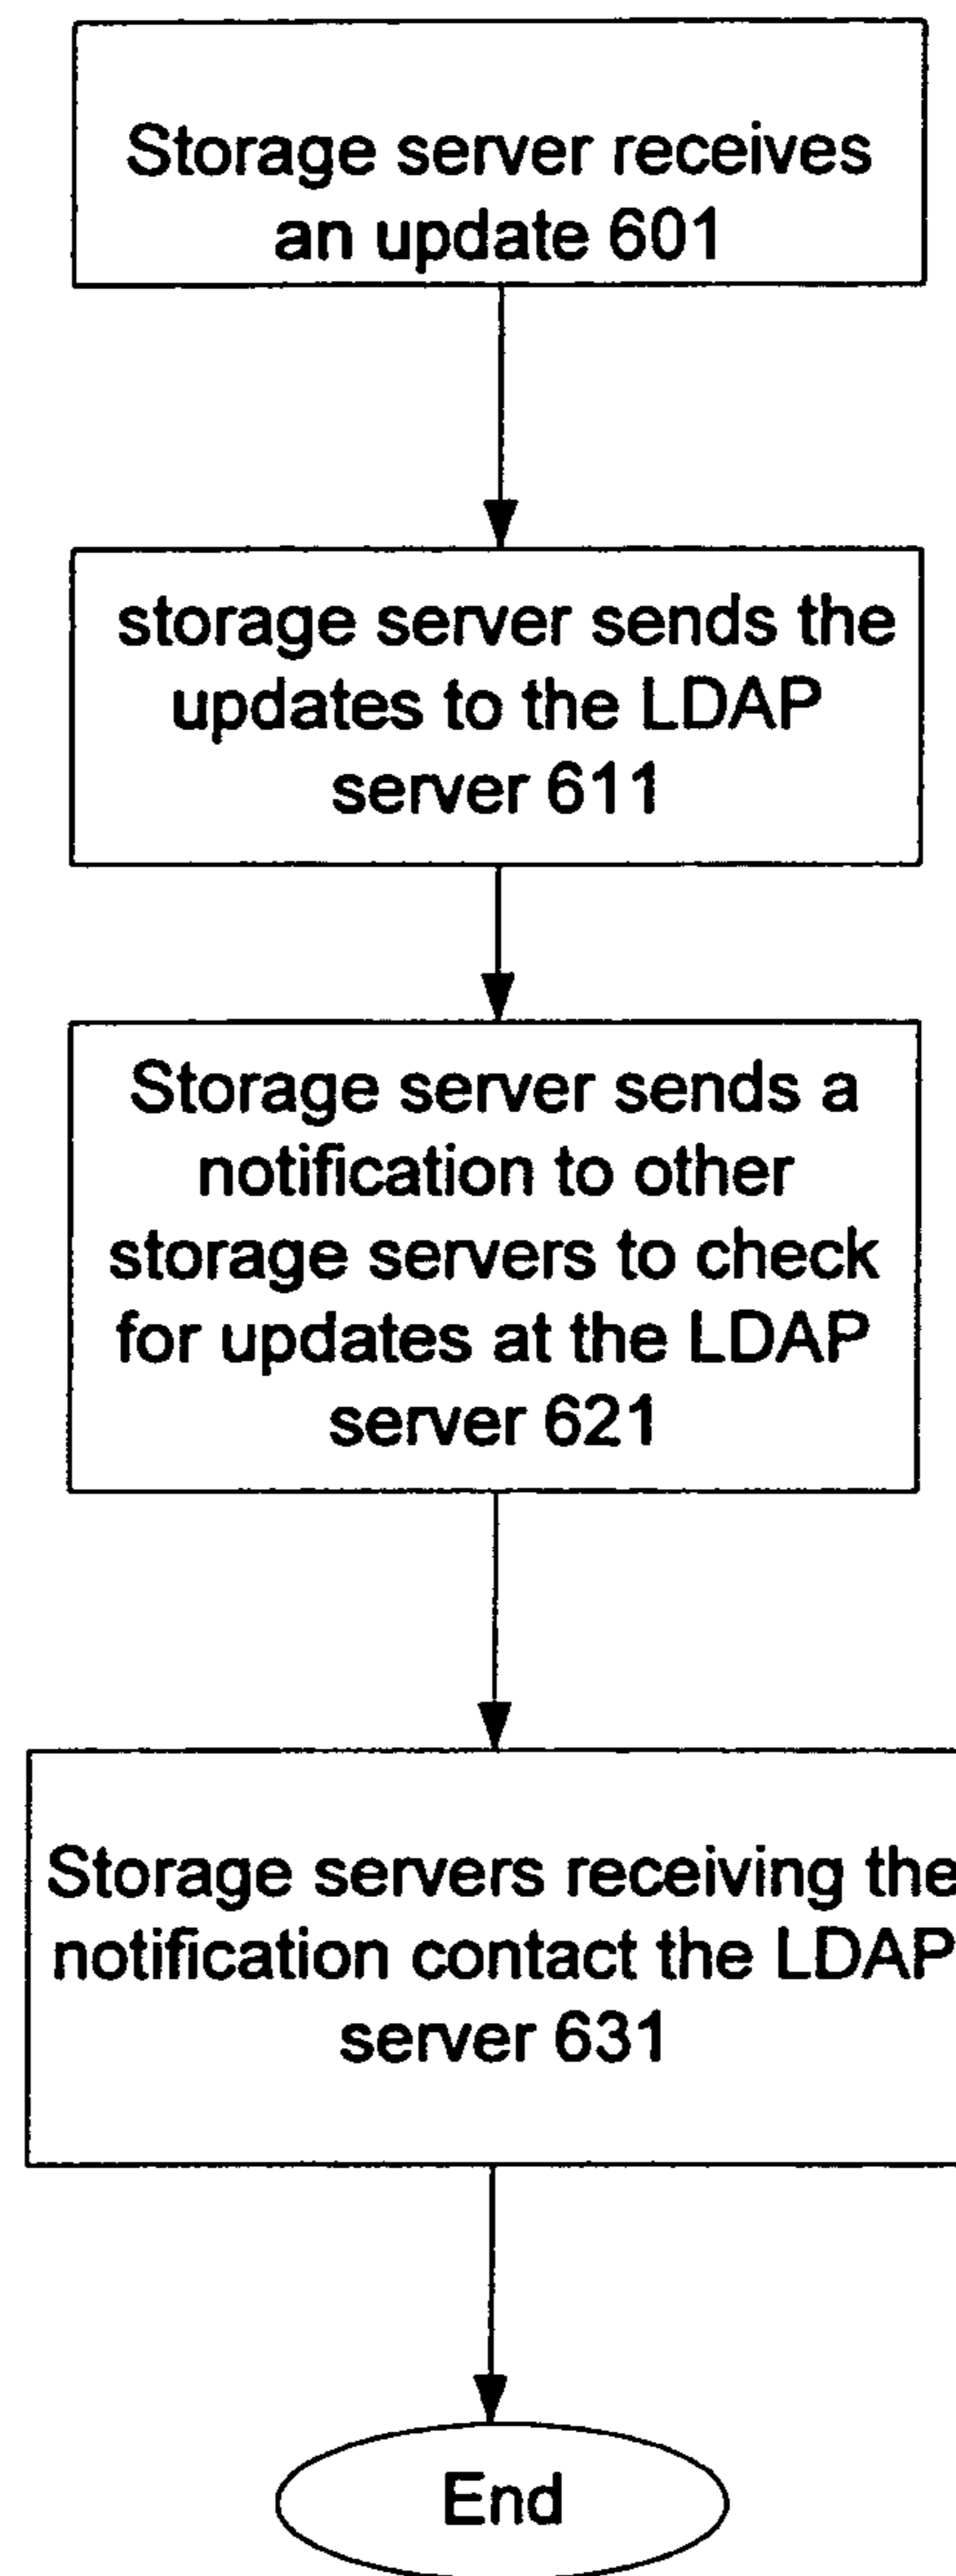 Storage server receives
an update 601
storage server sends the
updates to the LDAP
server 611
Storage server sends a
notification to other
storage servers to check
for updates at the LDAP
server 621
Storage servers receiving the
notification contact the LDAP
server 631
End